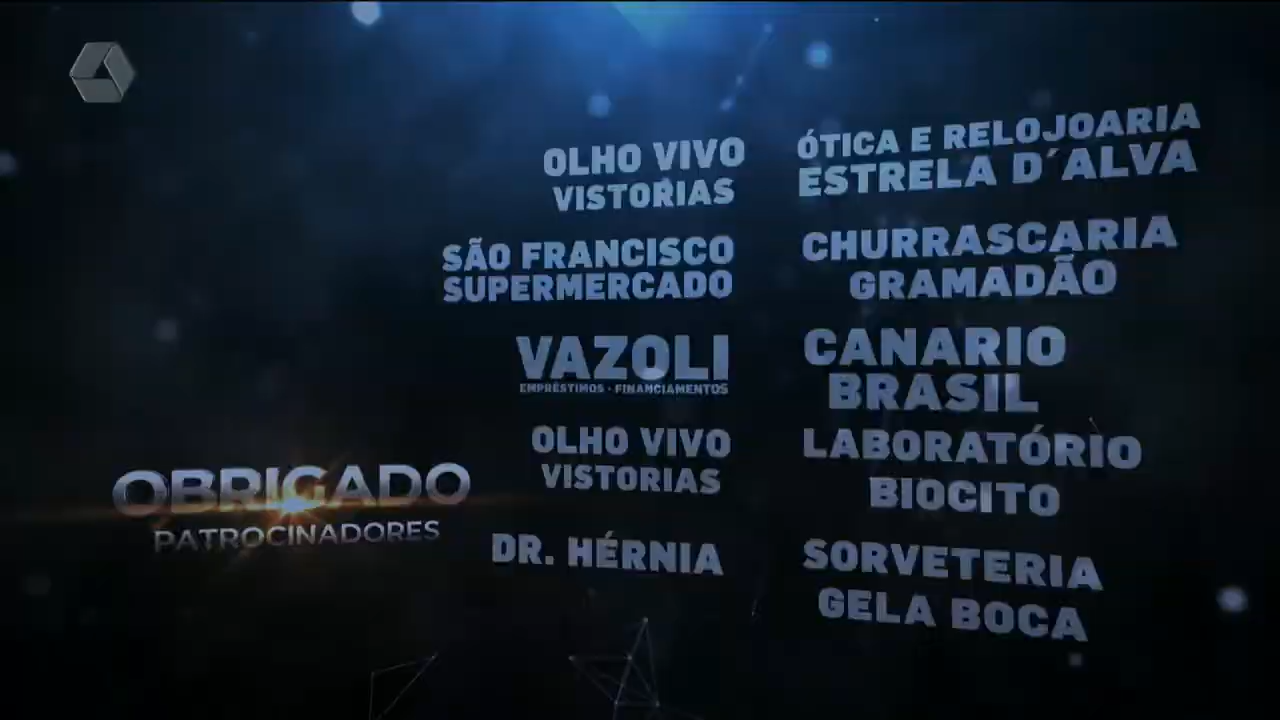 OLHO VIVO
VISTORIAS
SÃO FRANCISCO
SUPERMERCADO
VAZOLI
EMPRÉSTIMOS • FINANCIAMENTOS
OLHO VIVO
VISTORIAS
DR. HÉRNIA
ÓTICA E RELOJOARIA
ESTRELA D´ALVA
CHURRASCARIA
GRAMADÃO
CANARIO
BRASIL
LABORATÓRIO
BIOCITO
SORVETERIA
GELA BOCA
OBRIGADO
PATROCINADORES